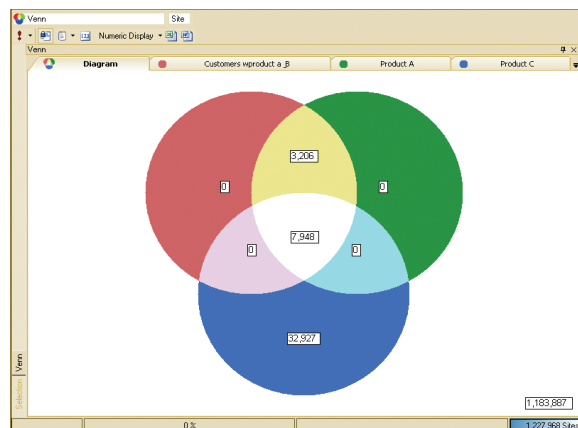 Venn Site
Numeric Display
Venn
Diagram Customers wproduct a_B Product A Product C
3,206
0 0
7,948
0 0
32,927
Venn
Selection
1,183,887
0 % 1,227,968 Sites